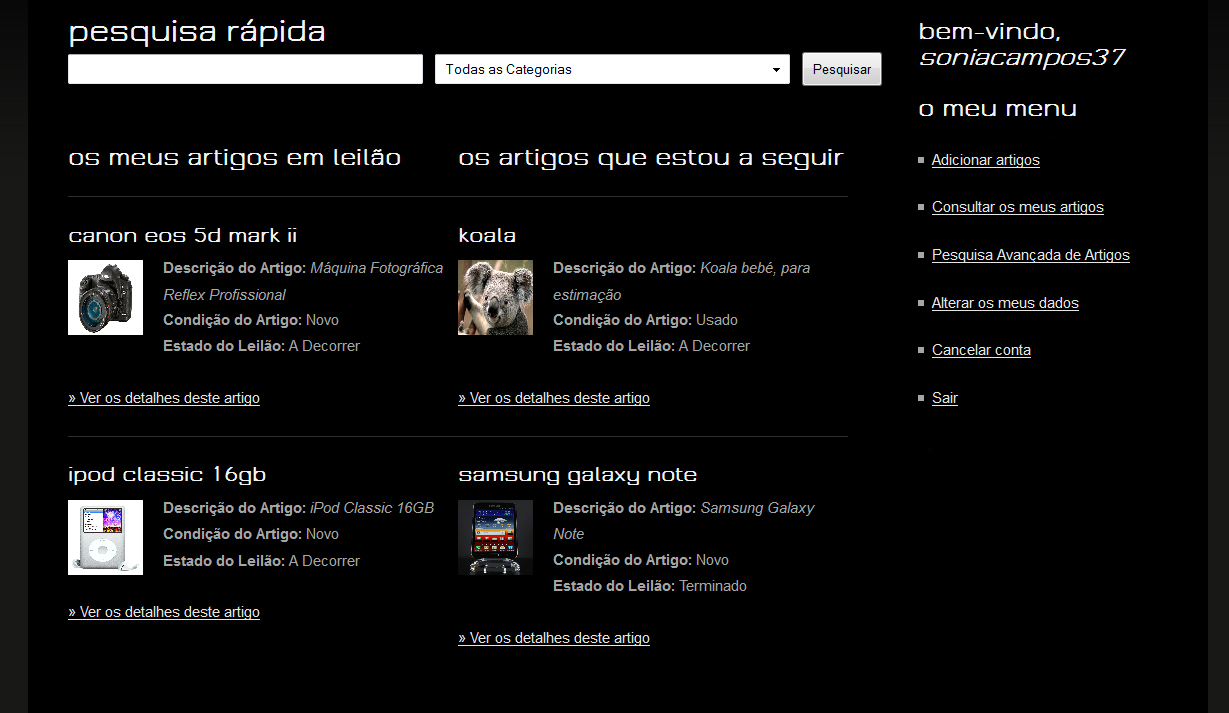 pesquisa rápida
Todas as Categorias
Pesquisar
os meus artigos em leilão
canon eos 5d mark ii
Descrição do Artigo: Máquina Fotográfica
Reflex Profissional
Condição do Artigo: Novo
Estado do Leilão: A Decorrer
» Ver os detalhes deste artigo
ipod classic 16gb
Descrição do Artigo: iPod Classic 16GB
Condição do Artigo: Novo
Estado do Leilão: A Decorrer
» Ver os detalhes deste artigo
os artigos que estou a seguir
koala
Descrição do Artigo: Koala bebé, para
estimação
Condição do Artigo: Usado
Estado do Leilão: A Decorrer
» Ver os detalhes deste artigo
samsung galaxy note
Descrição do Artigo: Samsung Galaxy
Note
Condição do Artigo: Novo
Estado do Leilão: Terminado
» Ver os detalhes deste artigo
bem-vindo,
soniacampos37
o meu menu
Adicionar artigos
Consultar os meus artigos
Pesquisa Avançada de Artigos
Alterar os meus dados
Cancelar conta
Sair